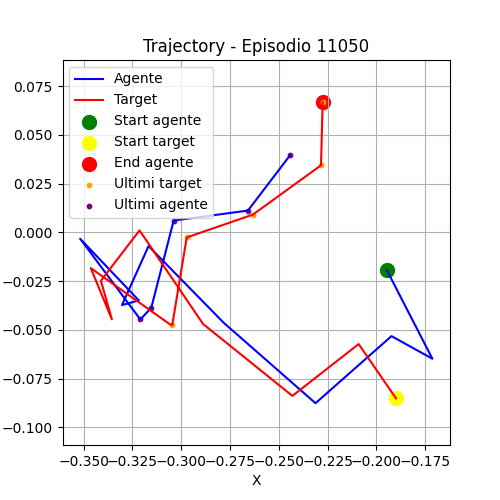 Trajectory - Episodio 11050
Agente
Target
Start agente
Start target
End agente
Ultimi target
Ultimi agente
0.075
0.050
0.025
0.000
−0.025
−0.050
−0.075
−0.100
−0.350 −0.325 −0.300 −0.275 −0.250 −0.225 −0.200 −0.175
X